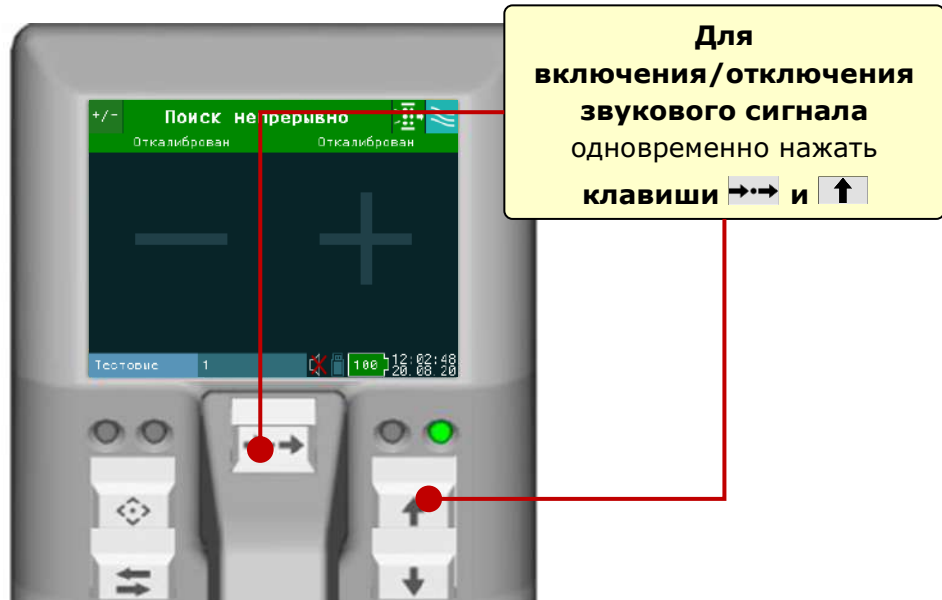 Для
включения/отключения
звукового сигнала
одновременно нажать
клавиши и
+/- Поиск непрерывно
Откалиброван Откалиброван
Тестовые 1 100 12:02:48
20.08.20